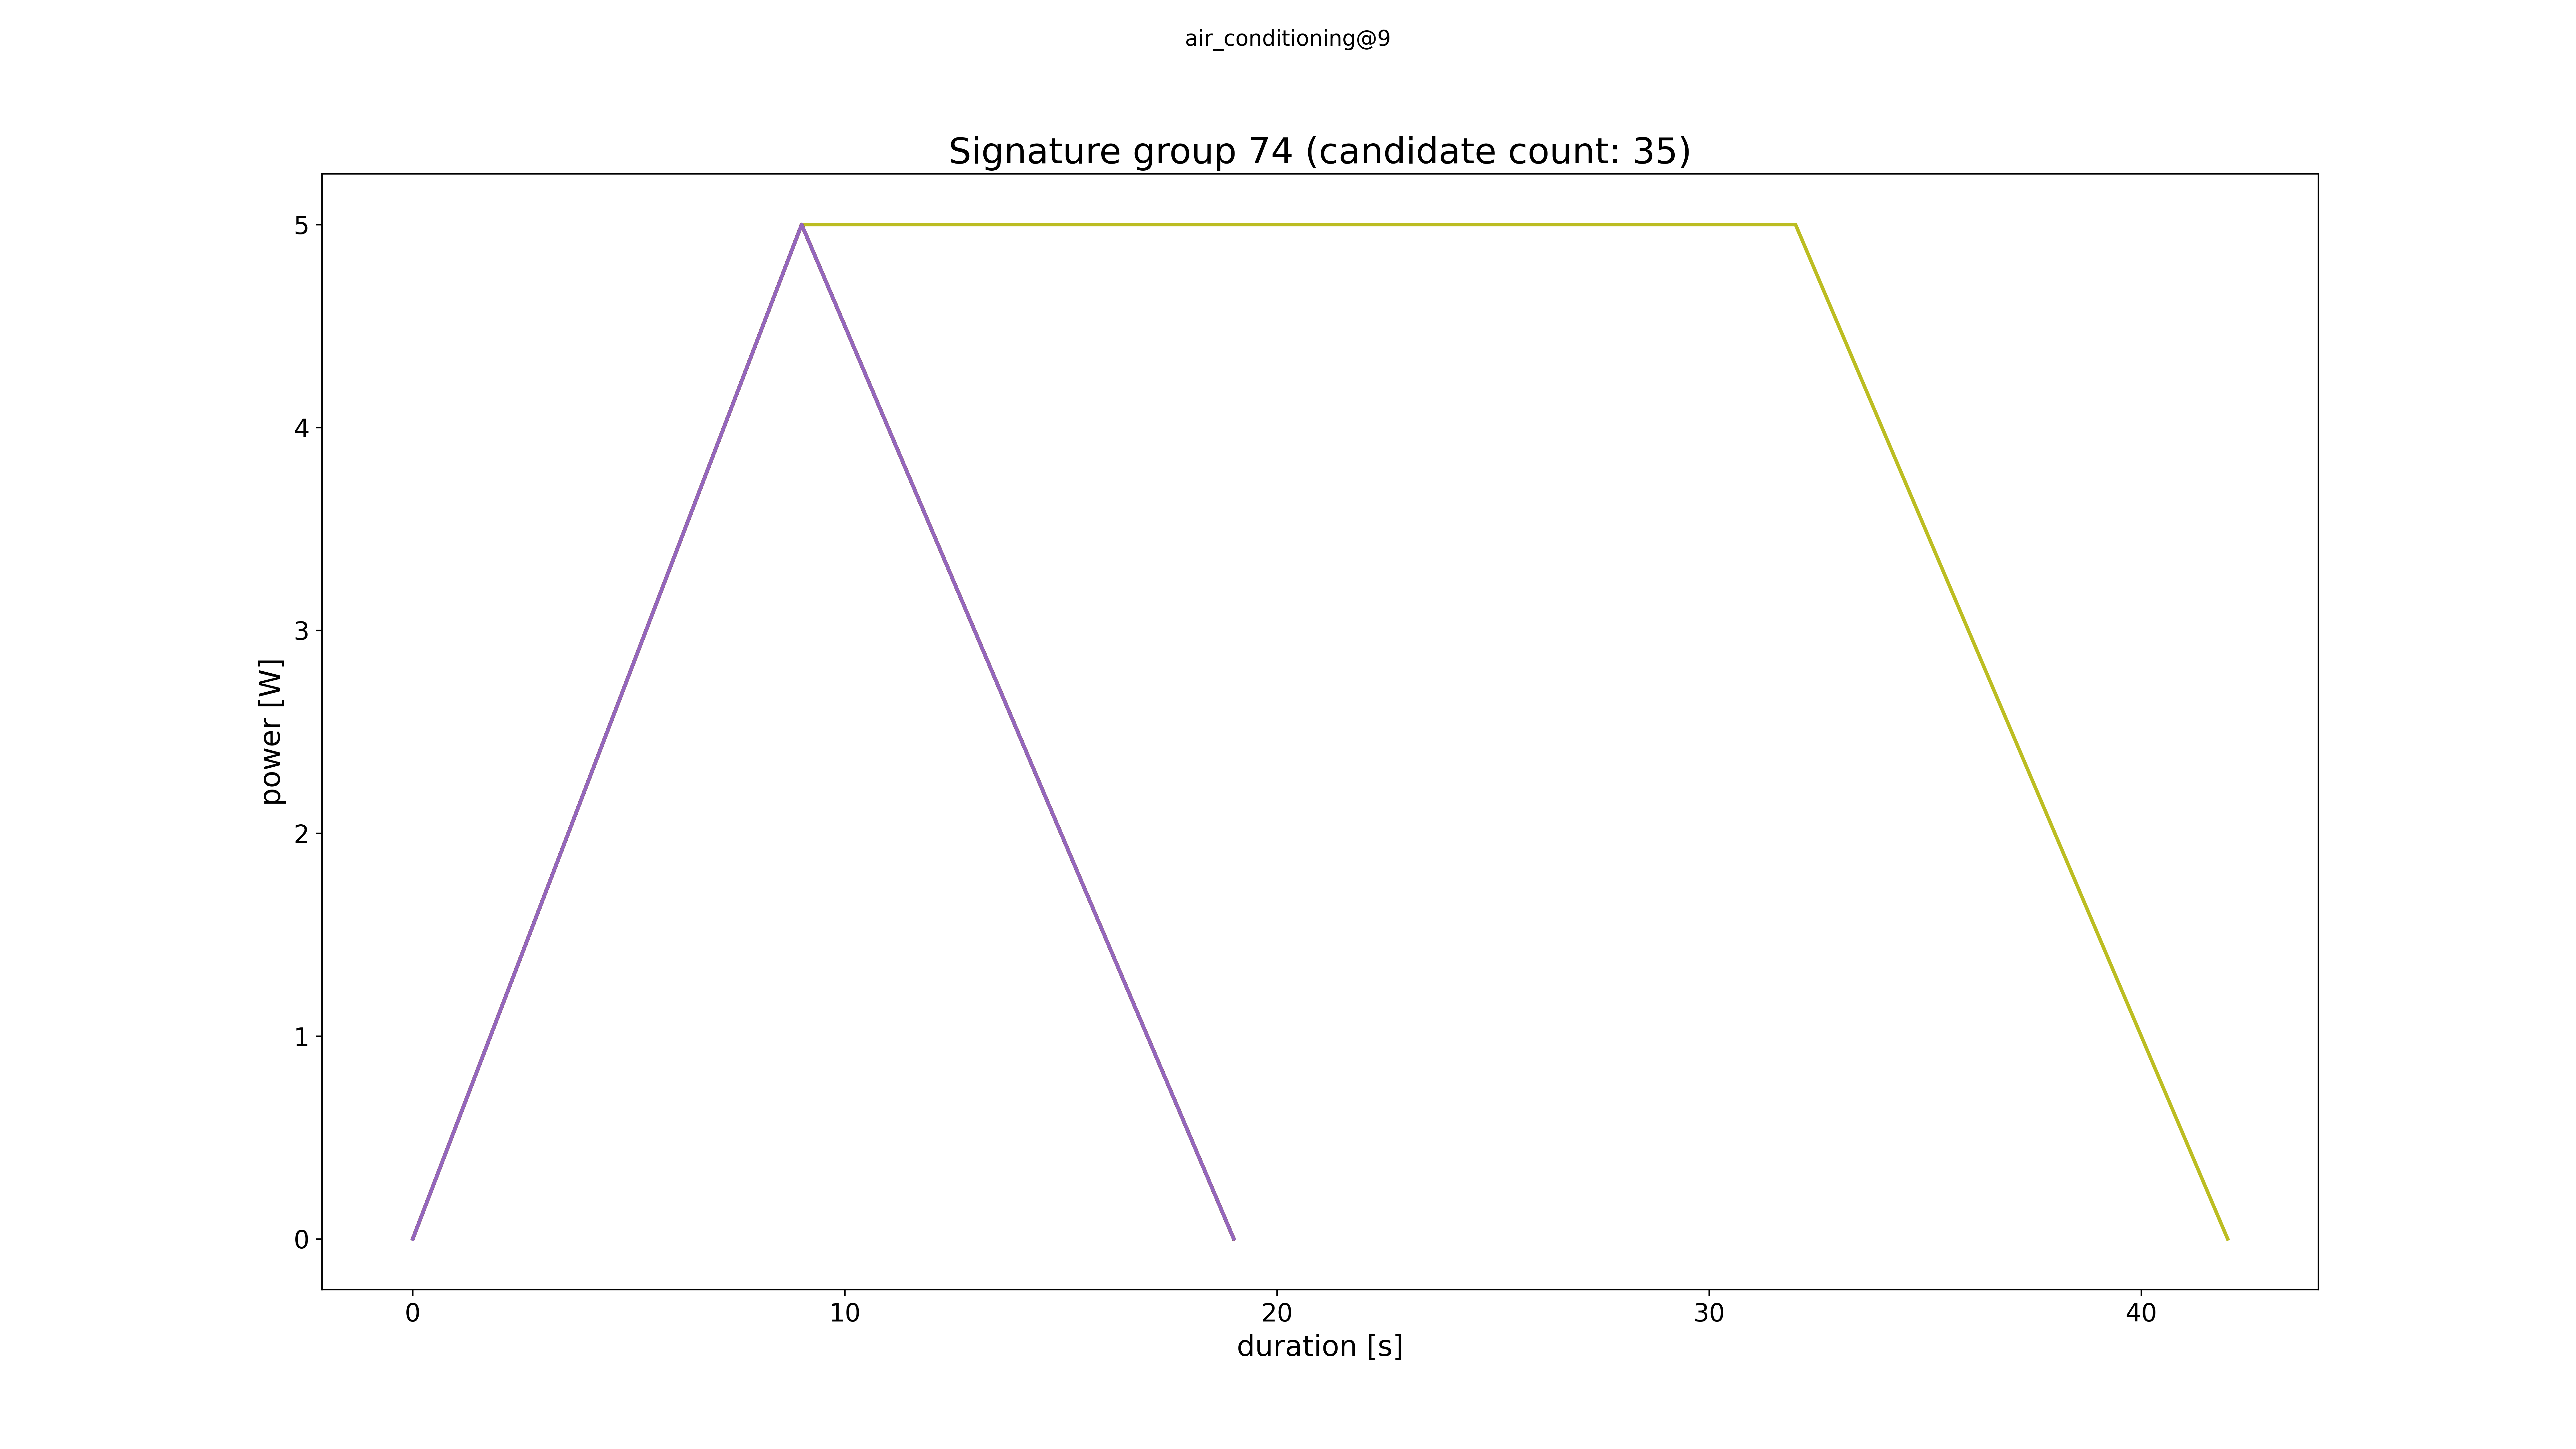 air_conditioning@9
Signature group 74 (candidate count: 35)
5
4
3
2
1
0
power [W]
0 10 20 30 40
duration [s]